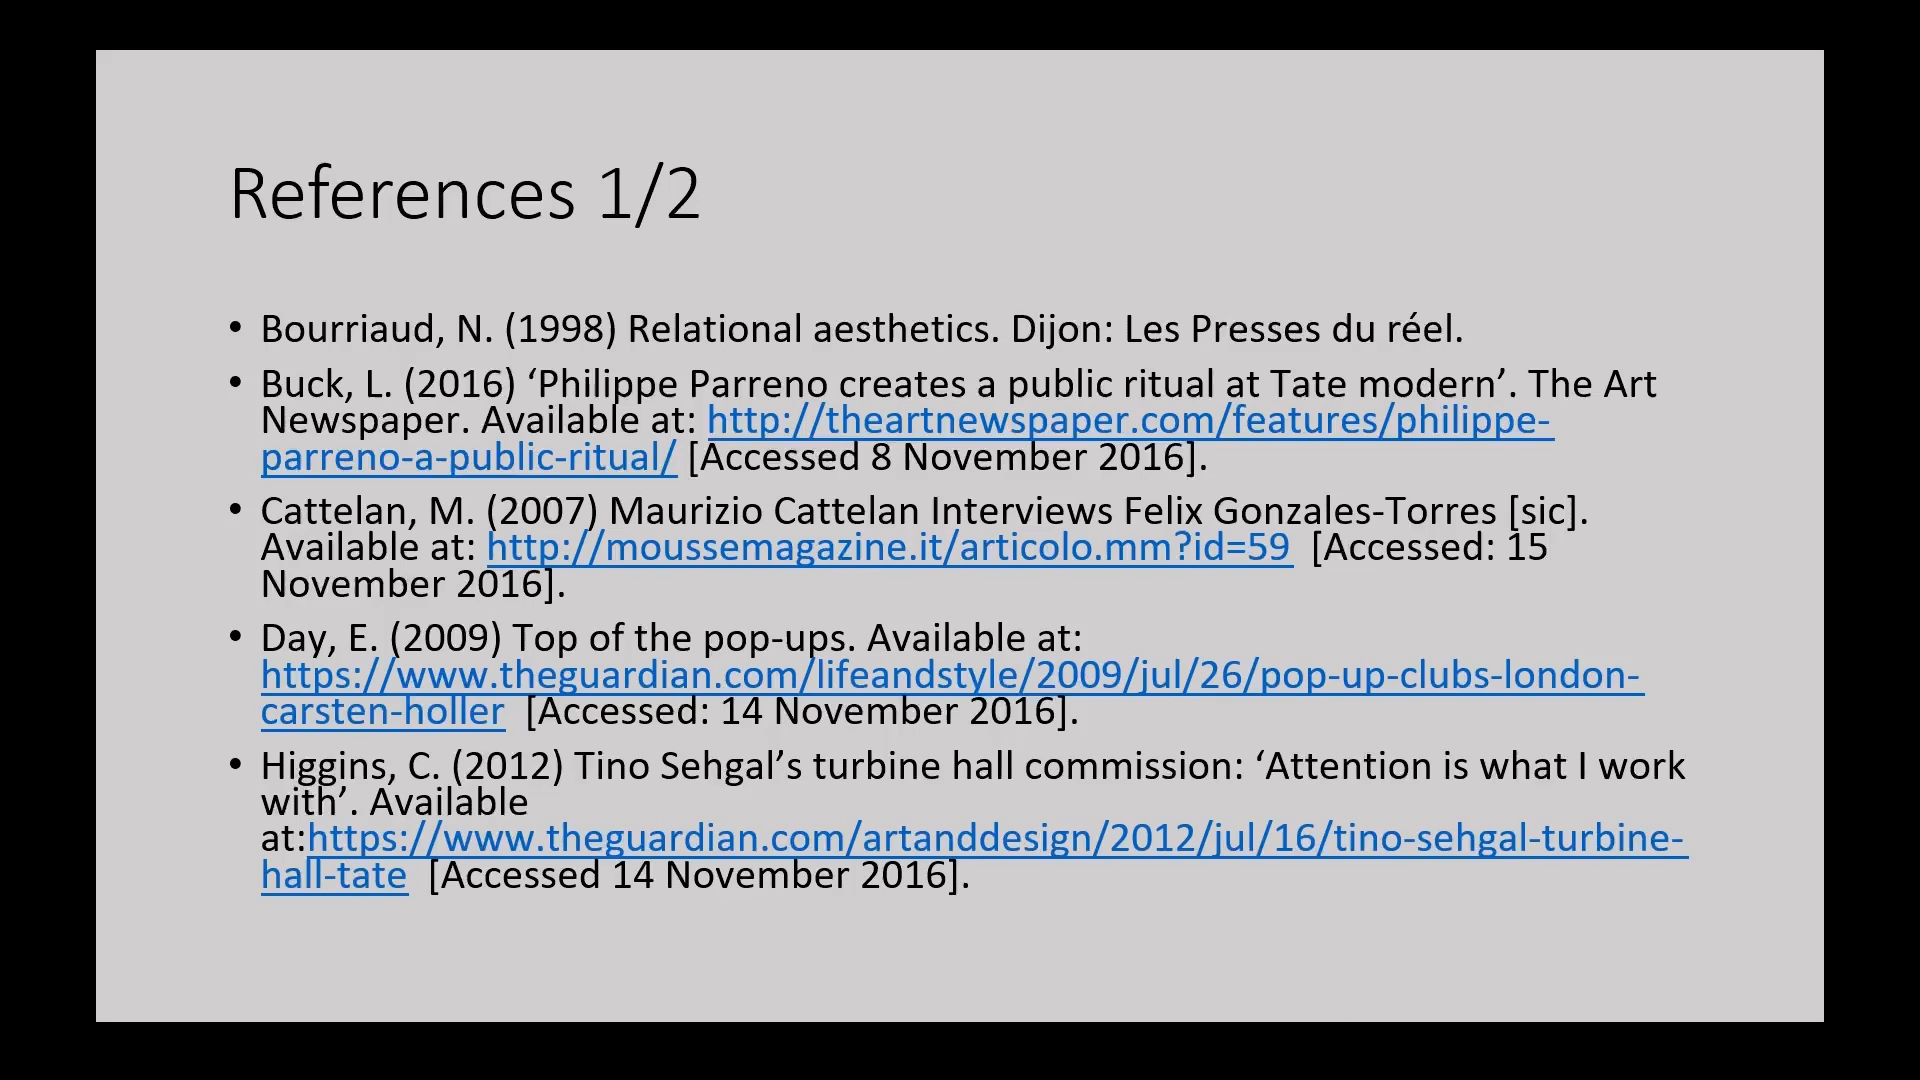 References 1/2
• Bourriaud, N. (1998) Relational aesthetics. Dijon: Les Presses du réel.
• Buck, L. (2016) ‘Philippe Parreno creates a public ritual at Tate modern’. The Art
Newspaper. Available at: http://theartnewspaper.com/features/philippe-
parreno-a-public-ritual/ [Accessed 8 November 2016].
• Cattelan, M. (2007) Maurizio Cattelan Interviews Felix Gonzales-Torres [sic].
Available at: http://moussemagazine.it/articolo.mm?id=59 [Accessed: 15
November 2016].
• Day, E. (2009) Top of the pop-ups. Available at:
https://www.theguardian.com/lifeandstyle/2009/jul/26/pop-up-clubs-london-
carsten-holler [Accessed: 14 November 2016].
• Higgins, C. (2012) Tino Sehgal’s turbine hall commission: ‘Attention is what I work
with’. Available
at:https://www.theguardian.com/artanddesign/2012/jul/16/tino-sehgal-turbine-
hall-tate [Accessed 14 November 2016].